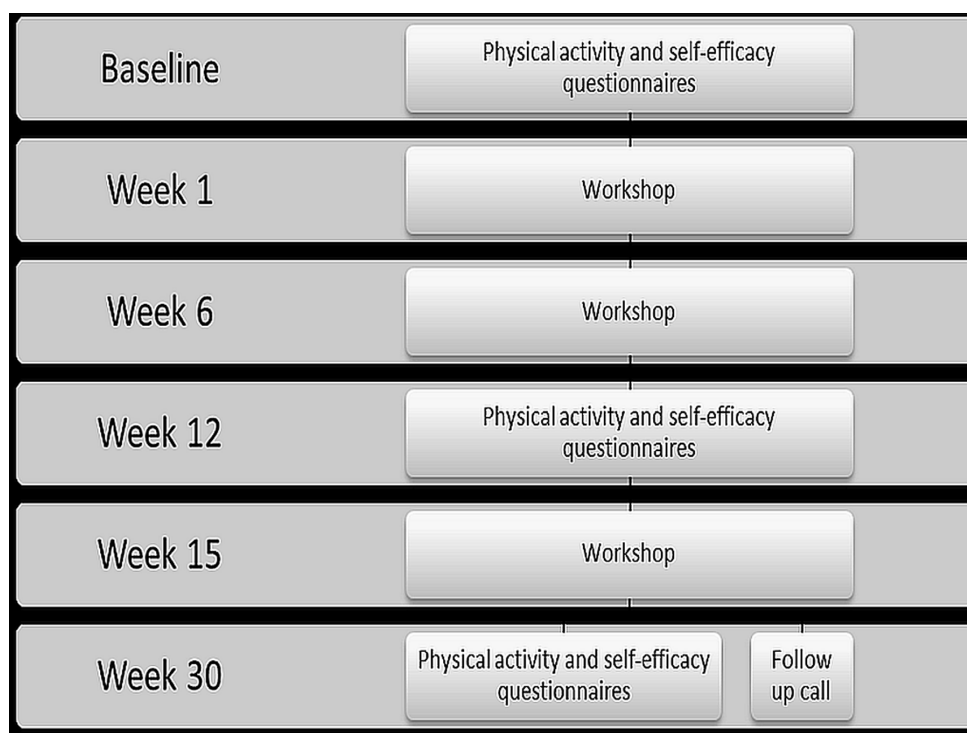 Baseline
Physical activity and self-efficacy
questionnaires
Week 1
Workshop
Week 6
Workshop
Week 12
Physical activity and self-efficacy
questionnaires
Week 15
Workshop
Week 30
Physical activity and self-efficacy
questionnaires
Follow
up call